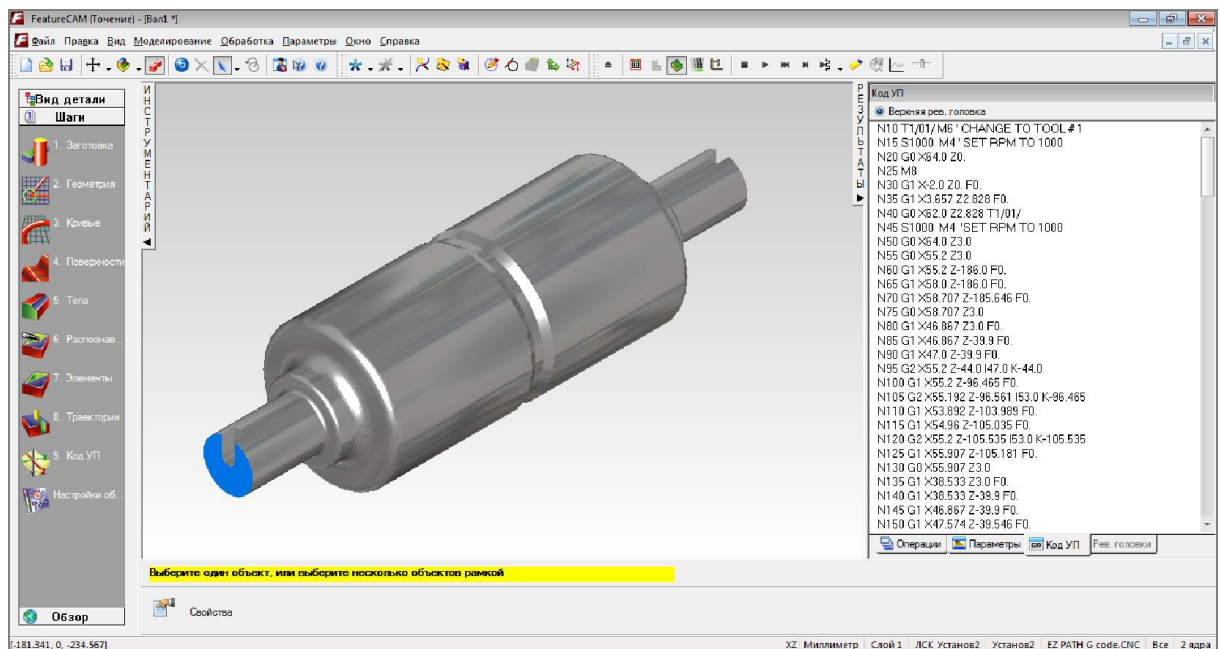 FeatureCAM (Точение) - [Вал1 *]
Файл Правка Вид Моделирование Обработка Параметры Окно Справка
Вид детали
Шаги
1. Заготовка
2. Геометрия
3. Кривые
4. Поверхности
5. Тела
6. Распознав...
7. Элементы
8. Траектории
9. Код УП
Настройки об...
Обзор
ИНСТРУМЕНТАРИЙ
РЕЗУЛЬТАТЫ
Код УП
Верхняя рев. головка
N10 T1/01/ M6 ' CHANGE TO TOOL # 1
N15 S1000 M4 ' SET RPM TO 1000
N20 G0 X64.0 Z0.
N25 M8
N30 G1 X-2.0 Z0. F0.
N35 G1 X3.657 Z2.828 F0.
N40 G0 X62.0 Z2.828 T1/01/
N45 S1000 M4 'SET RPM TO 1000
N50 G0 X64.0 Z3.0
N55 G0 X55.2 Z3.0
N60 G1 X55.2 Z-186.0 F0.
N65 G1 X58.0 Z-186.0 F0.
N70 G1 X58.707 Z-185.646 F0.
N75 G0 X58.707 Z3.0
N80 G1 X46.867 Z3.0 F0.
N85 G1 X46.867 Z-39.9 F0.
N90 G1 X47.0 Z-39.9 F0.
N95 G2 X55.2 Z-44.0 I47.0 K-44.0
N100 G1 X55.2 Z-96.465 F0.
N105 G2 X55.192 Z-96.561 I53.0 K-96.465
N110 G1 X53.892 Z-103.989 F0.
N115 G1 X54.96 Z-105.035 F0.
N120 G2 X55.2 Z-105.535 I53.0 K-105.535
N125 G1 X55.907 Z-105.181 F0.
N130 G0 X55.907 Z3.0
N135 G1 X38.533 Z3.0 F0.
N140 G1 X38.533 Z-39.9 F0.
N145 G1 X46.867 Z-39.9 F0.
N150 G1 X47.574 Z-39.546 F0.
Операции Параметры Код УП Рев. головки
Выберите один объект, или выберите несколько объектов рамкой
Свойства
[-181.341, 0, -234.567] XZ Миллиметр Слой 1 ЛСК Установ2 Установ2 EZ PATH G code.CNC Все 2 ядра